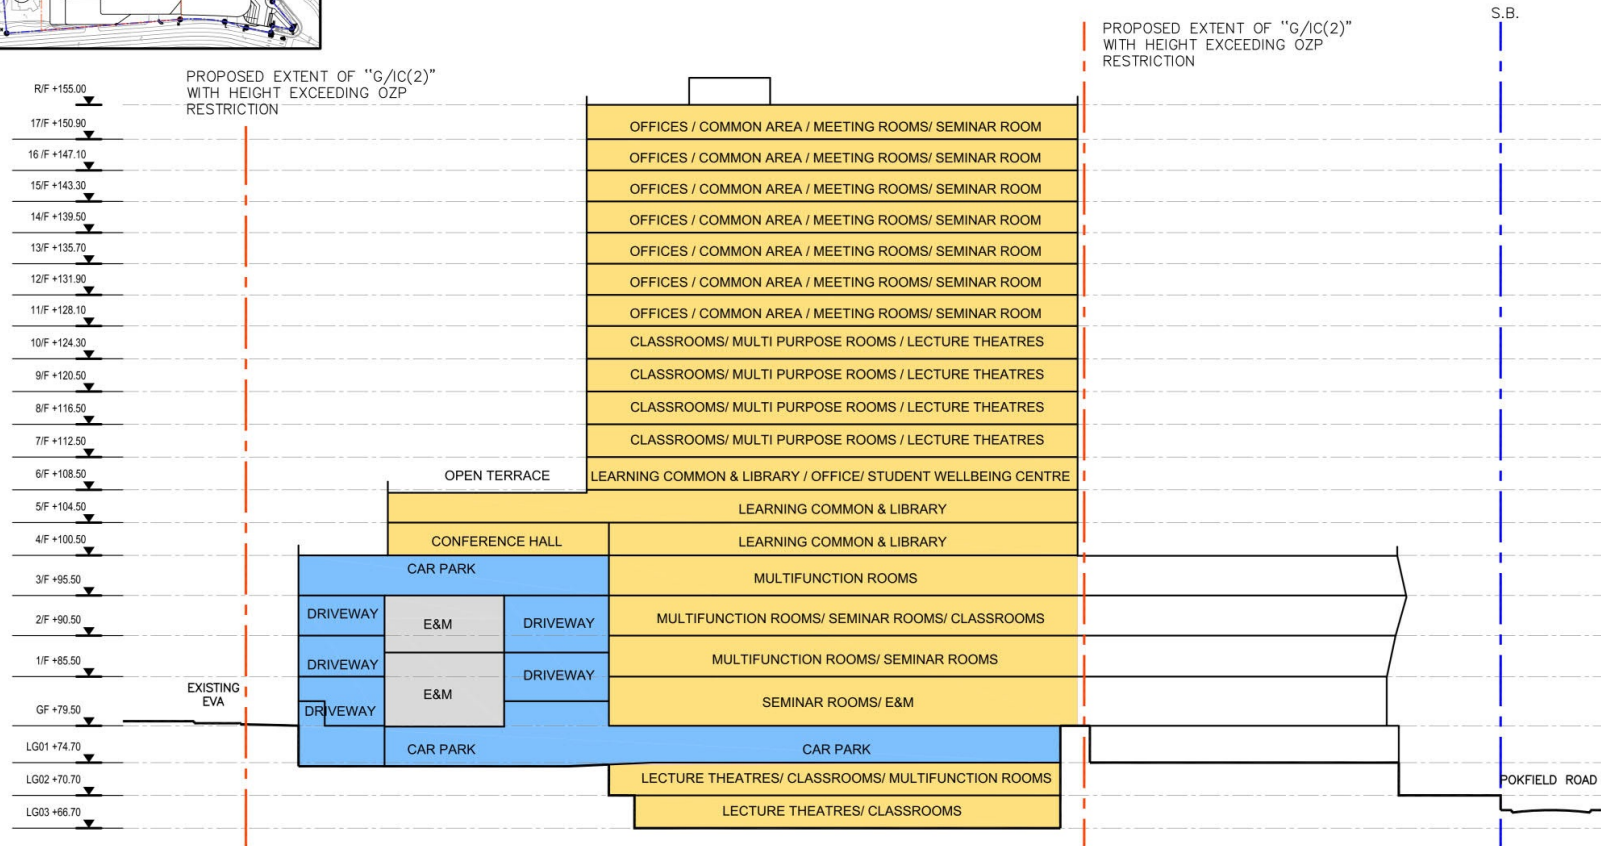 S.B.
PROPOSED EXTENT OF "G/IC(2)"
WITH HEIGHT EXCEEDING OZP
RESTRICTION
PROPOSED EXTENT OF "G/IC(2)"
WITH HEIGHT EXCEEDING OZP
RESTRICTION
R/F +155.00
17/F +150.90
OFFICES / COMMON AREA / MEETING ROOMS/ SEMINAR ROOM
16 /F +147.10
OFFICES / COMMON AREA / MEETING ROOMS/ SEMINAR ROOM
15/F +143.30
OFFICES / COMMON AREA / MEETING ROOMS/ SEMINAR ROOM
14/F +139.50
OFFICES / COMMON AREA / MEETING ROOMS/ SEMINAR ROOM
13/F +135.70
OFFICES / COMMON AREA / MEETING ROOMS/ SEMINAR ROOM
12/F +131.90
OFFICES / COMMON AREA / MEETING ROOMS/ SEMINAR ROOM
11/F +128.10
OFFICES / COMMON AREA / MEETING ROOMS/ SEMINAR ROOM
10/F +124.30
CLASSROOMS/ MULTI PURPOSE ROOMS / LECTURE THEATRES
9/F +120.50
CLASSROOMS/ MULTI PURPOSE ROOMS / LECTURE THEATRES
8/F +116.50
CLASSROOMS/ MULTI PURPOSE ROOMS / LECTURE THEATRES
7/F +112.50
CLASSROOMS/ MULTI PURPOSE ROOMS / LECTURE THEATRES
6/F +108.50
OPEN TERRACE
LEARNING COMMON & LIBRARY / OFFICE/ STUDENT WELLBEING CENTRE
5/F +104.50
LEARNING COMMON & LIBRARY
4/F +100.50
CONFERENCE HALL
LEARNING COMMON & LIBRARY
3/F +95.50
CAR PARK
MULTIFUNCTION ROOMS
2/F +90.50
DRIVEWAY
E&M
DRIVEWAY
MULTIFUNCTION ROOMS/ SEMINAR ROOMS/ CLASSROOMS
1/F +85.50
DRIVEWAY
DRIVEWAY
MULTIFUNCTION ROOMS/ SEMINAR ROOMS
EXISTING
EVA
E&M
GF +79.50
DRIVEWAY
SEMINAR ROOMS/ E&M
LG01 +74.70
CAR PARK
CAR PARK
LG02 +70.70
LECTURE THEATRES/ CLASSROOMS/ MULTIFUNCTION ROOMS
POKFIELD ROAD
LG03 +66.70
LECTURE THEATRES/ CLASSROOMS